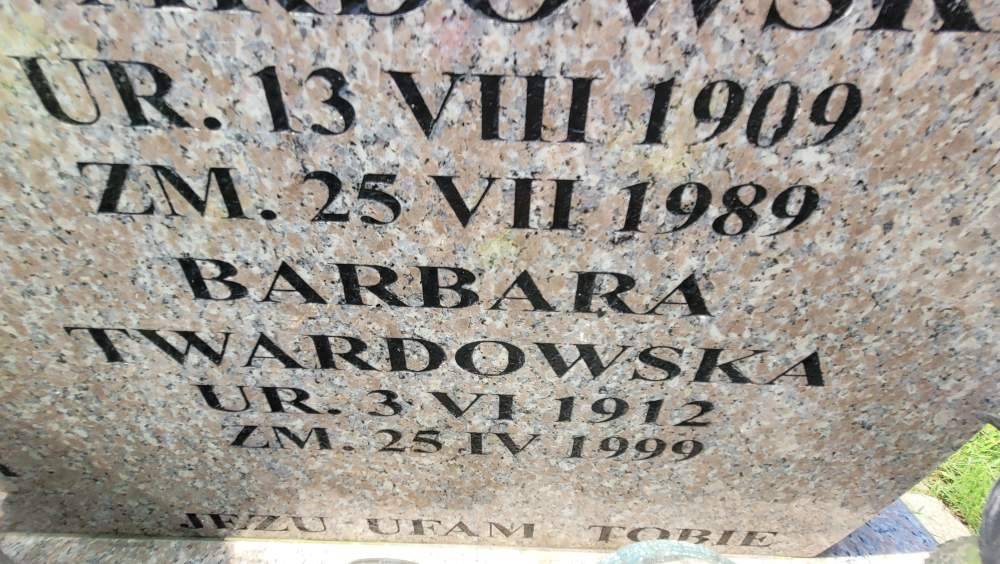 UR. 13 VIII 1909
ZM. 25 VII 1989
BARBARA
TWARDOWSKA
UR. 3 VI 1912
ZM. 25 IV 1999
JEZU UFAM TOBIE